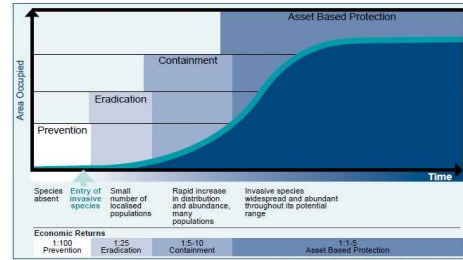 Asset Based Protection
Containment
Eradication
Prevention
Area Occupied
Time
Species
absent
Entry of
invasive
species
Small
number of
localised
populations
Rapid increase
in distribution
and abundance,
many
populations
Invasive species
widespread and abundant
throughout its potential
range
Economic Returns
1:100
Prevention
1:25
Eradication
1:5-10
Containment
1:1-5
Asset Based Protection